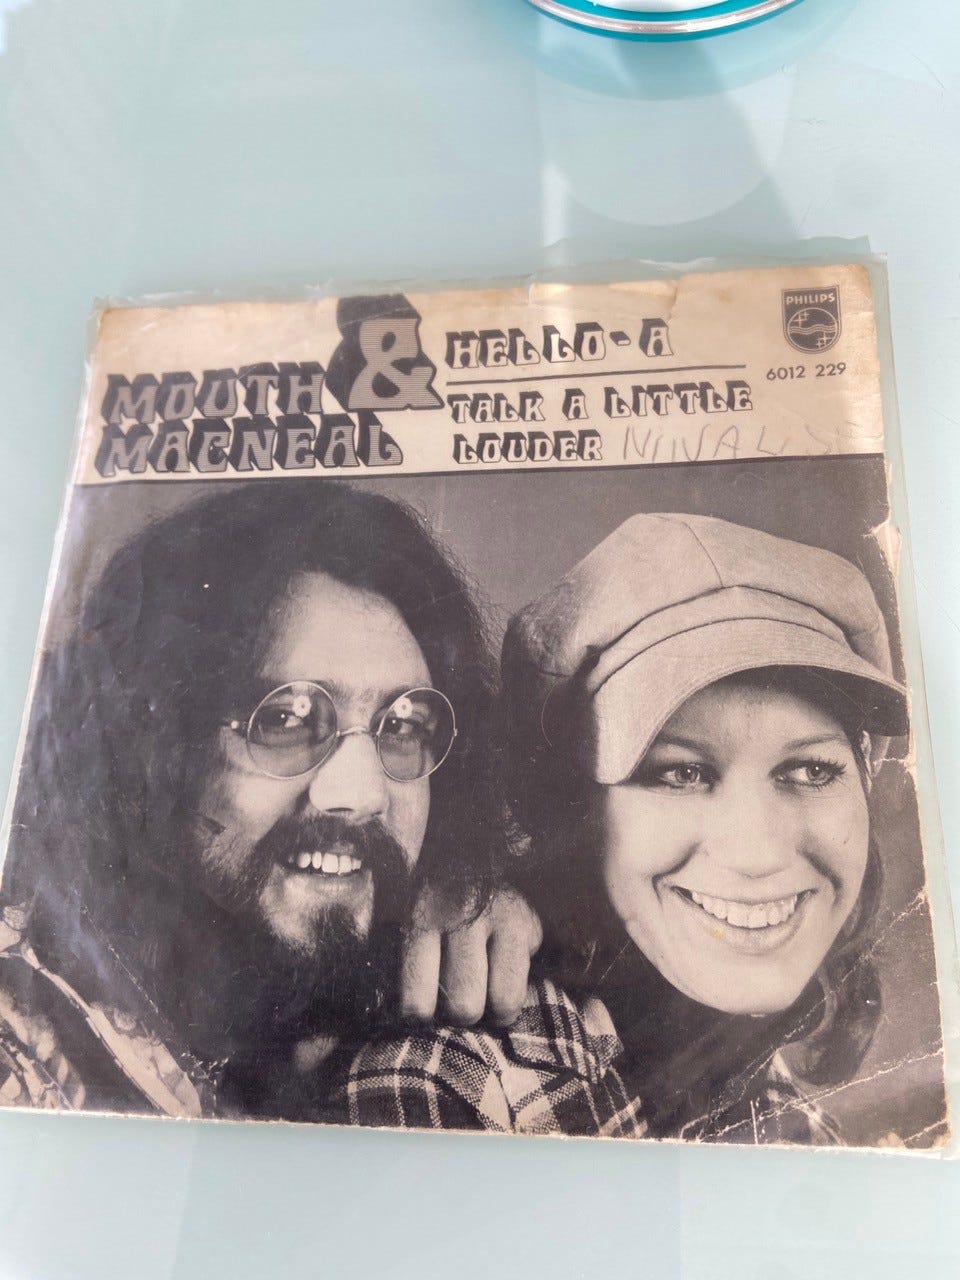 MOUTH &
MACNEAL
HELLO-A
TALK A LITTLE
LOUDER
PHILIPS
6012 229